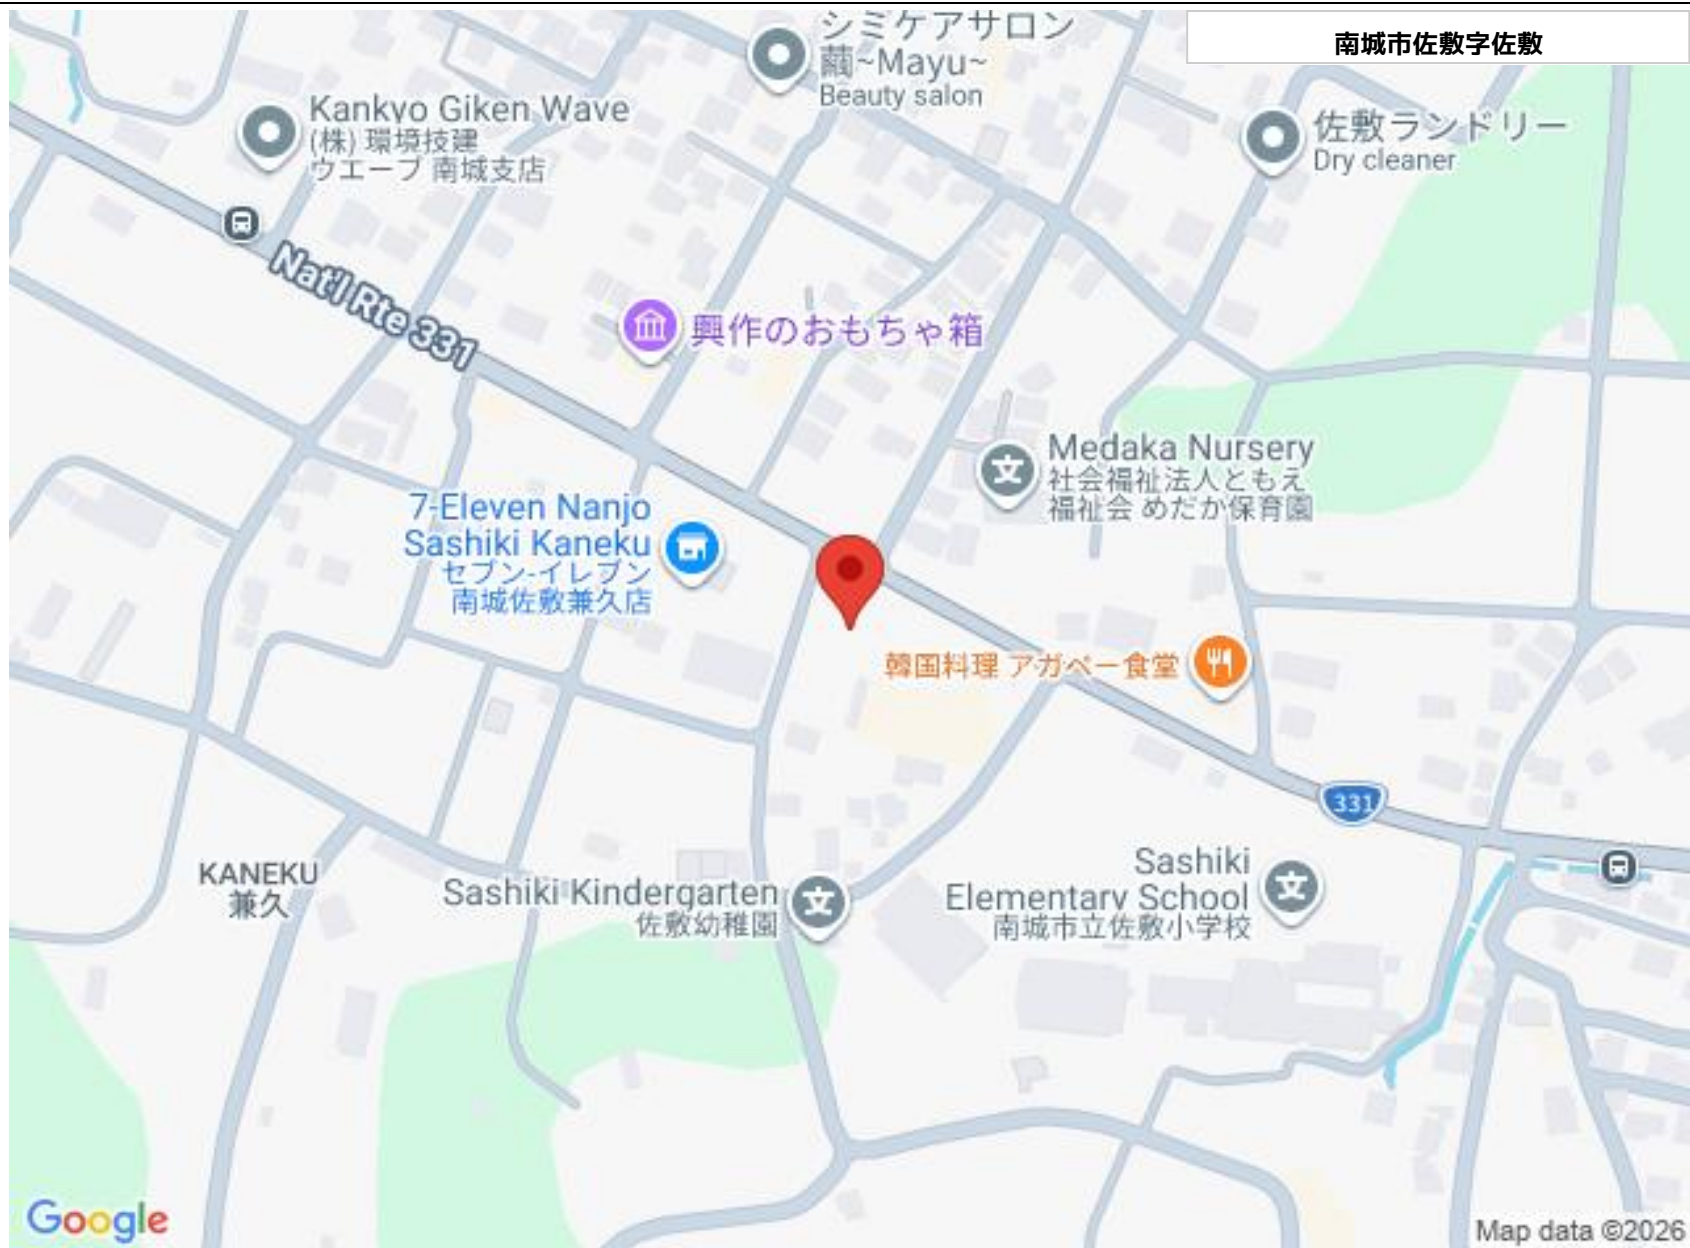 シミケアサロン
繭~Mayu~
Beauty salon
南城市佐敷字佐敷
Kankyo Giken Wave
(株) 環境技建
ウエーブ 南城支店
佐敷ランドリー
Dry cleaner
Nat'l Rte 331
興作のおもちゃ箱
Medaka Nursery
社会福祉法人ともえ
福祉会 めだか保育園
7-Eleven Nanjo
Sashiki Kaneku
セブン-イレブン
南城佐敷兼久店
韓国料理 アガペー食堂
331
KANEKU
兼久
Sashiki Kindergarten
佐敷幼稚園
Sashiki
Elementary School
南城市立佐敷小学校
Google
Map data ©2026